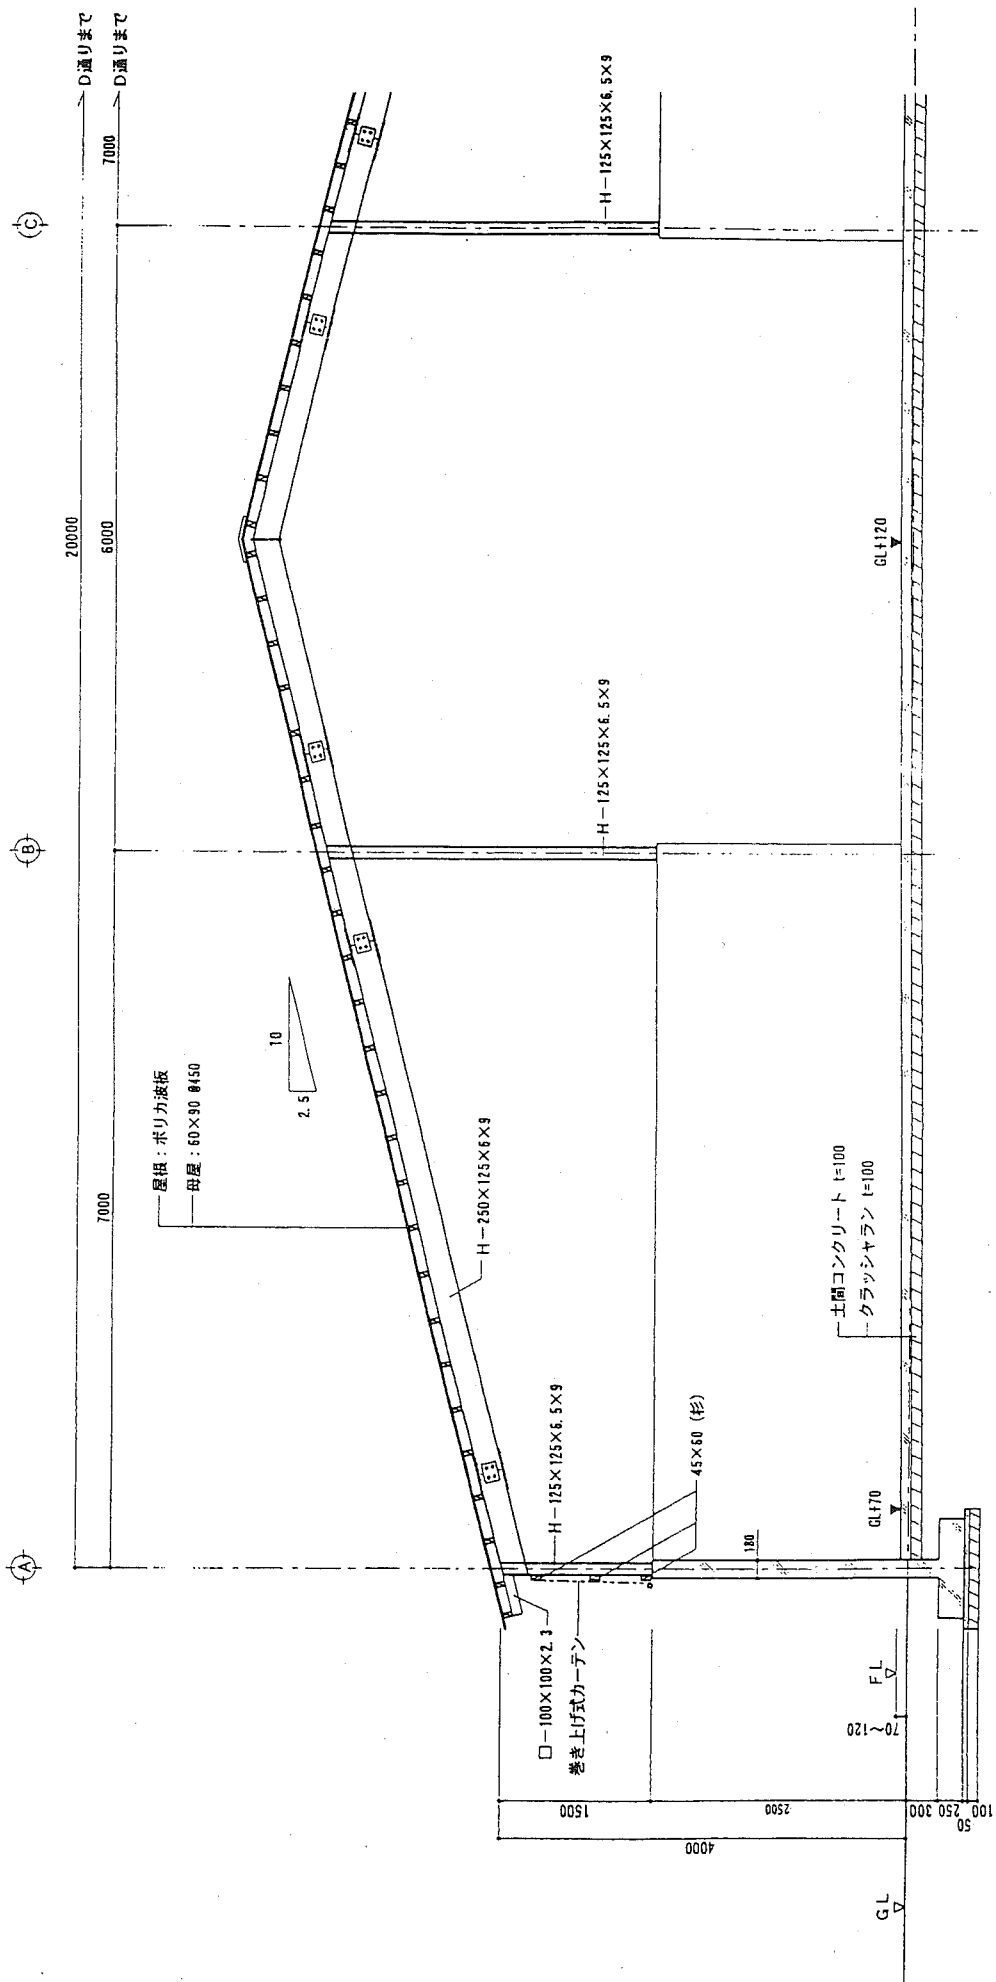 A
B
C
20000
D通りまで
7000
6000
7000
D通りまで
屋根：ポリカ波板
母屋：60×90 @450
10
2.5
H－250×125×6×9
H－125×125×6.5×9
H－125×125×6.5×9
H－125×125×6.5×9
45×60 (杉)
□－100×100×2.3
巻き上げ式カーテン
180
土間コンクリート t=100
クラッシャラン t=100
GL+70
GL+120
FL
GL
70～120
1500
2500
300
250
50
100
4000